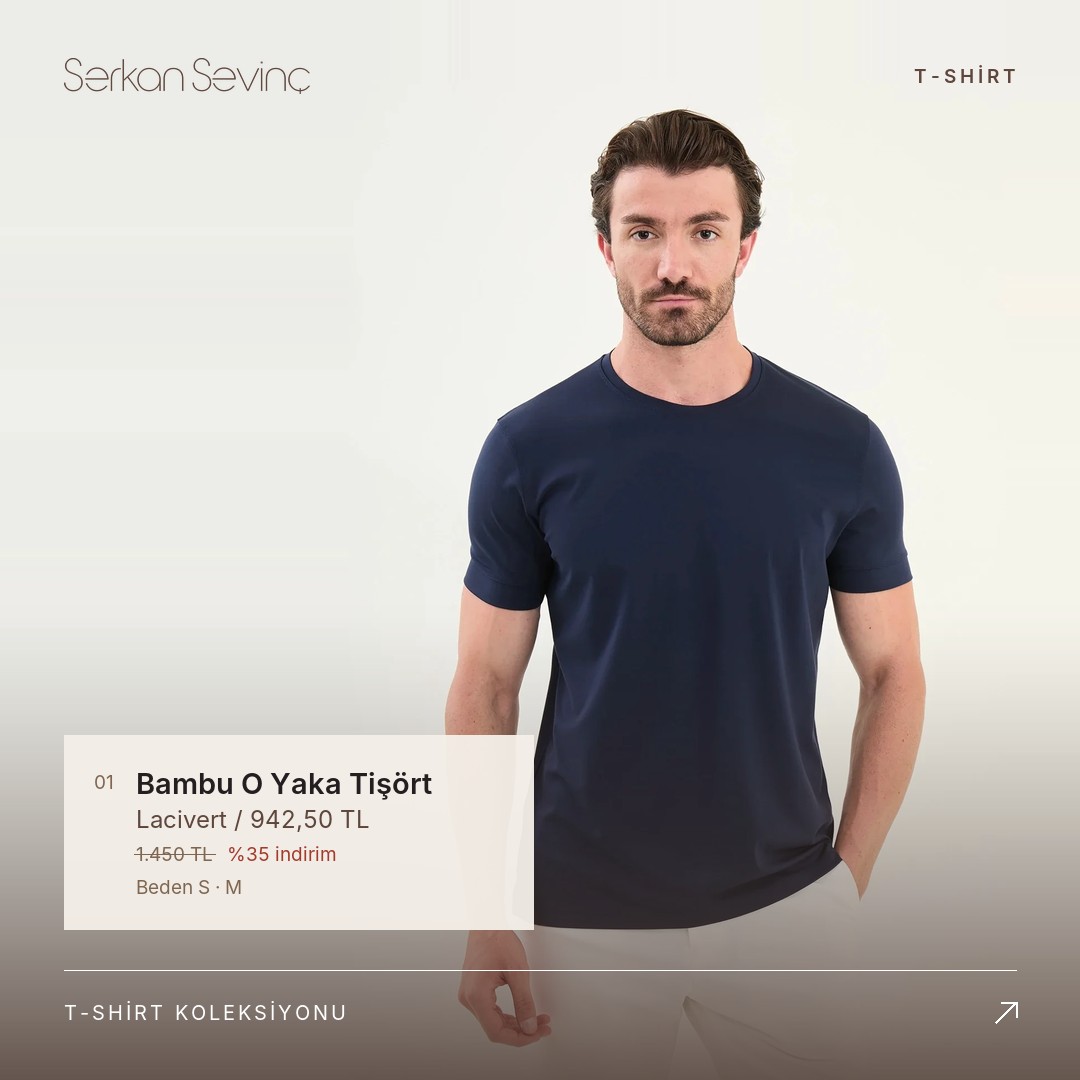 Serkan Sevinç
T-SHİRT
01
Bambu O Yaka Tişört
Lacivert / 942,50 TL
1.450 TL %35 indirim
Beden S · M
T-SHİRT KOLEKSİYONU